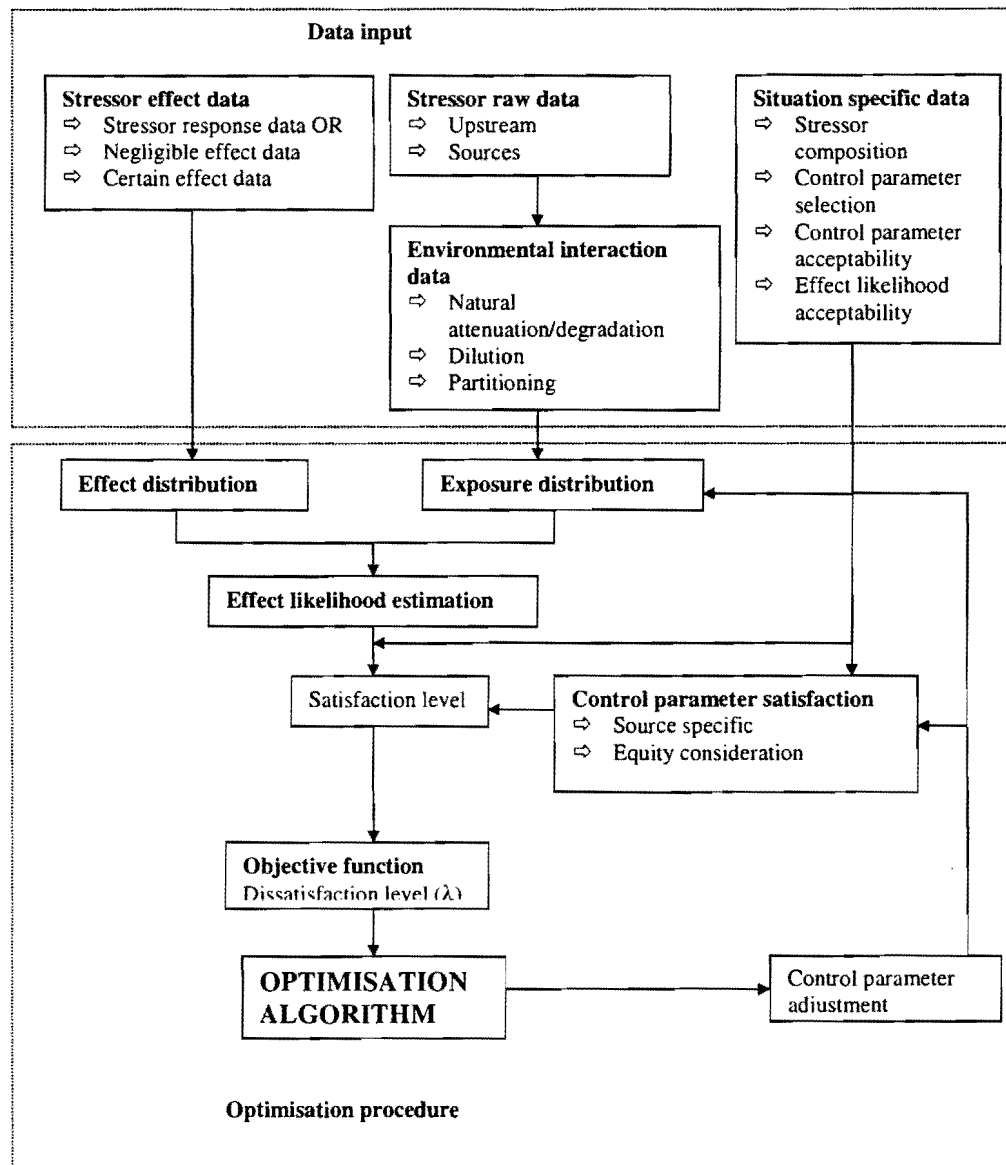 Data input
Stressor effect data
⇨ Stressor response data OR
⇨ Negligible effect data
⇨ Certain effect data
Stressor raw data
⇨ Upstream
⇨ Sources
Situation specific data
⇨ Stressor
composition
⇨ Control parameter
selection
⇨ Control parameter
acceptability
⇨ Effect likelihood
acceptability
Environmental interaction
data
⇨ Natural
attenuation/degradation
⇨ Dilution
⇨ Partitioning
Effect distribution
Exposure distribution
Effect likelihood estimation
Satisfaction level
Control parameter satisfaction
⇨ Source specific
⇨ Equity consideration
Objective function
Dissatisfaction level (λ)
OPTIMISATION
ALGORITHM
Control parameter
adjustment
Optimisation procedure